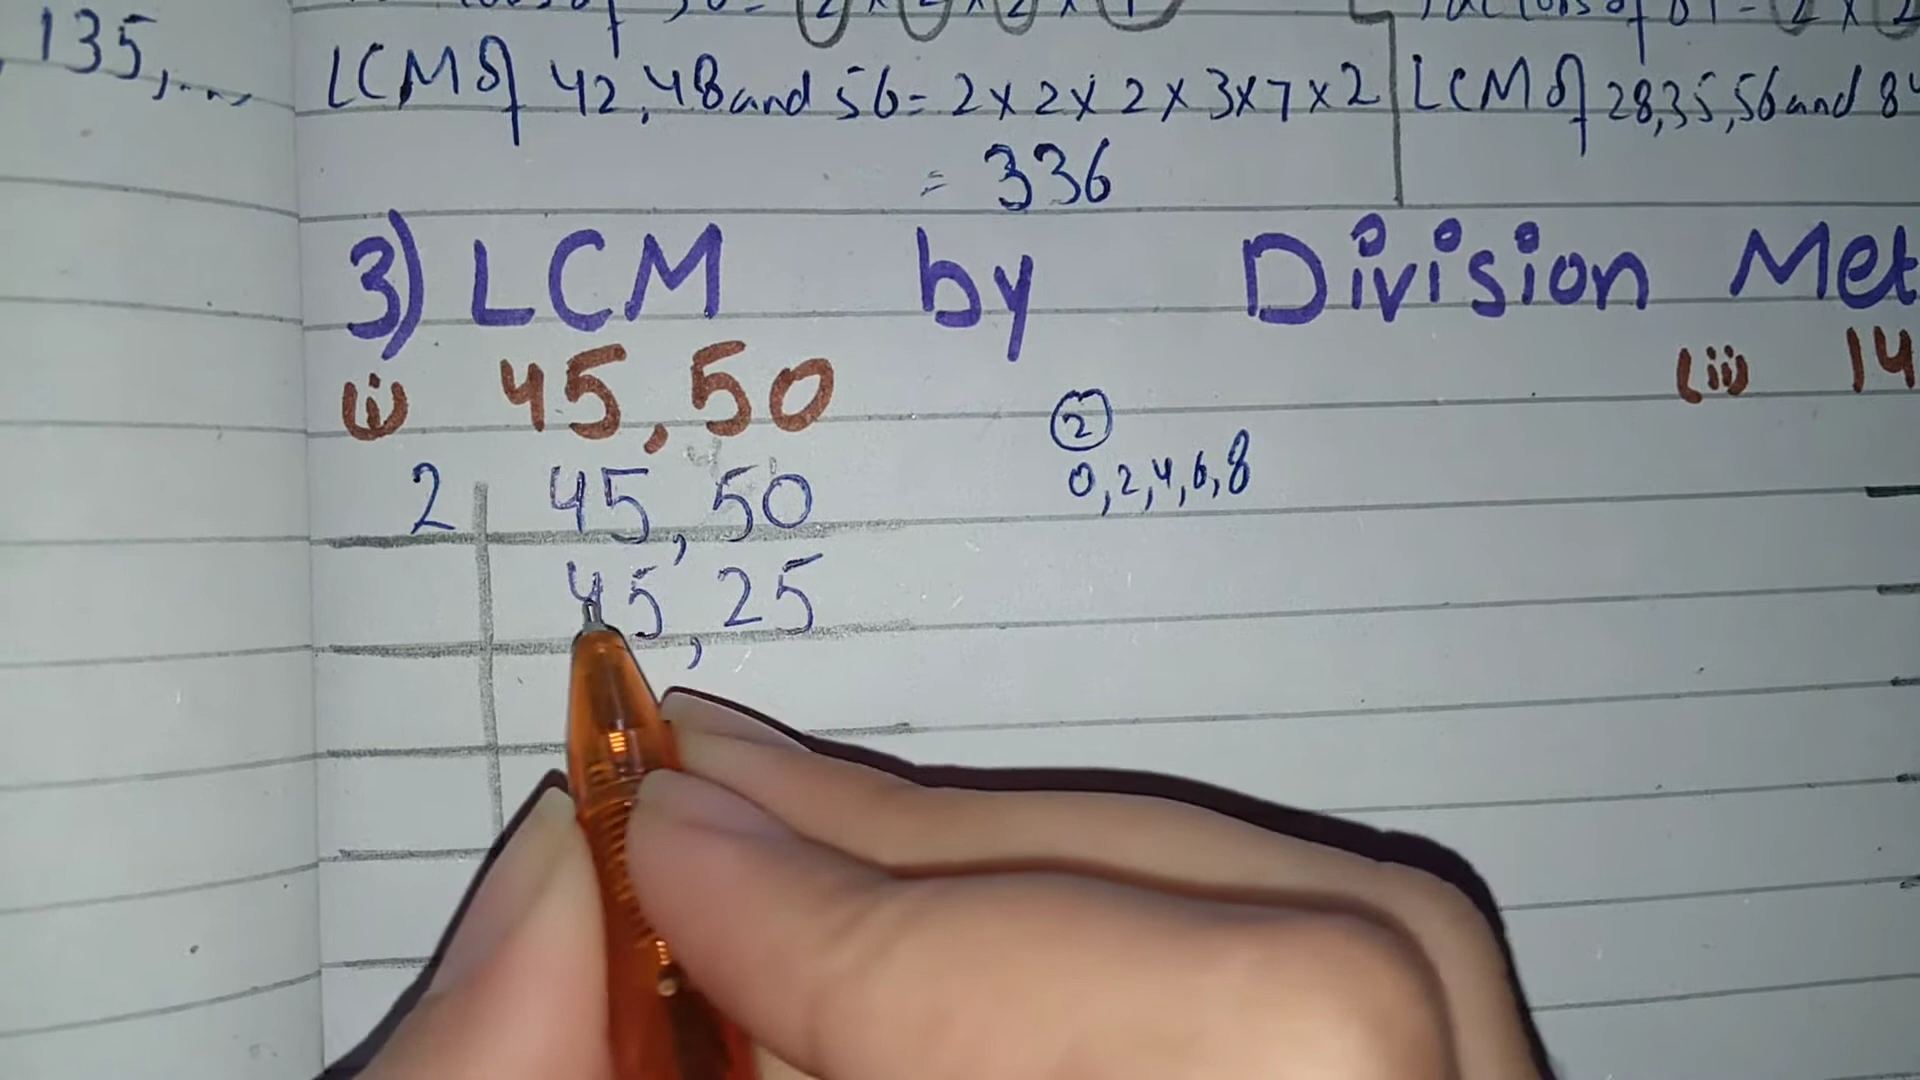 , 135, ...
LCM of 42, 48 and 56 = 2 x 2 x 2 x 3 x 7 x 2
= 336
LCM of 28, 35, 56 and 84
3) LCM by Division Met
(i) 45, 50
(ii) 14
2 45, 50
45, 25
2
0, 2, 4, 6, 8